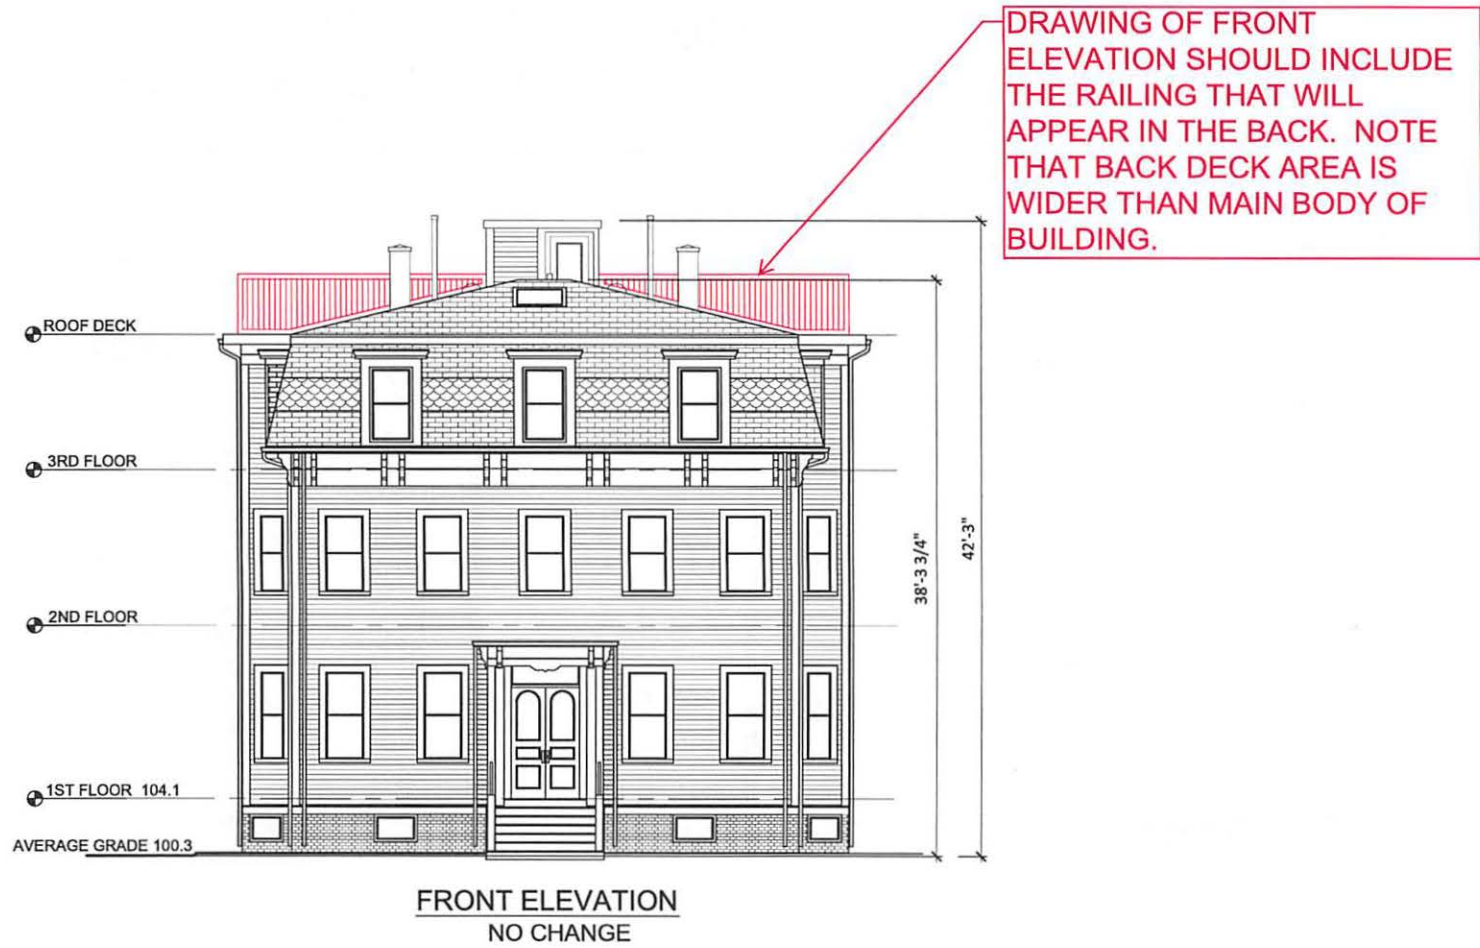 DRAWING OF FRONT
ELEVATION SHOULD INCLUDE
THE RAILING THAT WILL
APPEAR IN THE BACK.  NOTE
THAT BACK DECK AREA IS
WIDER THAN MAIN BODY OF
BUILDING.
ROOF DECK
3RD FLOOR
2ND FLOOR
1ST FLOOR 104.1
AVERAGE GRADE 100.3
38'-3 3/4"
42'-3"
FRONT ELEVATION
NO CHANGE